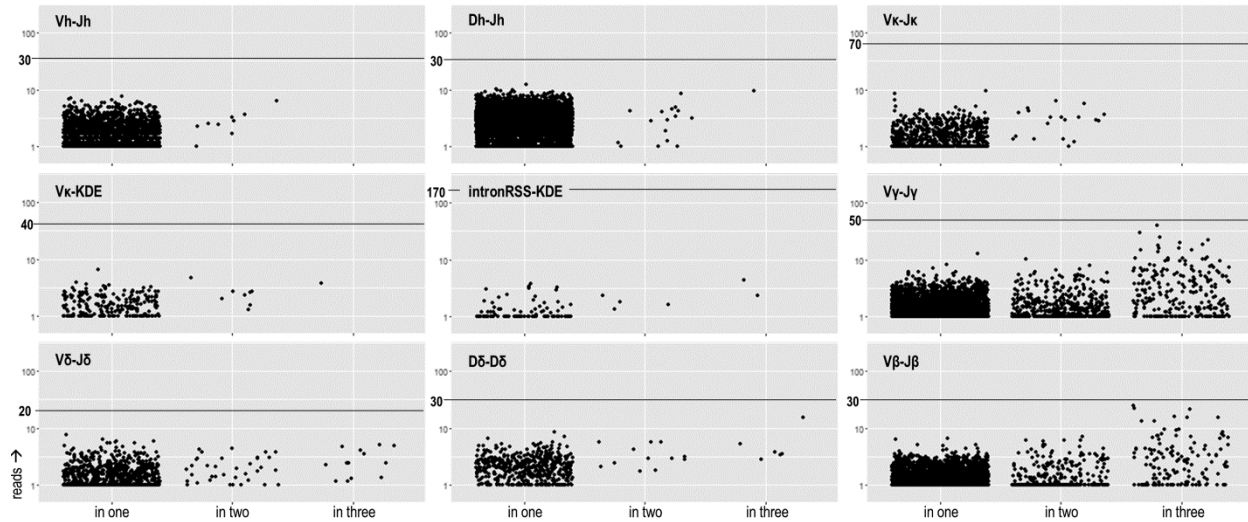 Vh-Jh
100
30
10
1
Dh-Jh
100
30
10
1
Vκ-Jκ
100
70
10
1
Vκ-KDE
100
40
10
1
intronRSS-KDE
170
100
10
1
Vγ-Jγ
100
50
10
1
Vδ-Jδ
100
20
10
1
reads →
in one in two in three
Dδ-Dδ
100
30
10
1
in one in two in three
Vβ-Jβ
100
30
10
1
in one in two in three